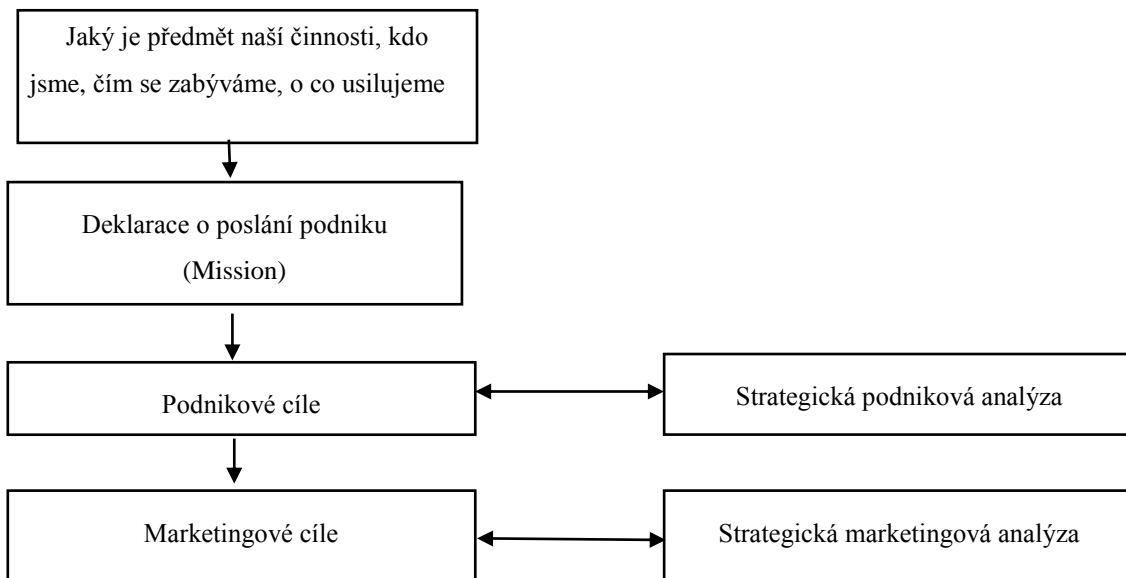 Jaký je předmět naší činnosti, kdo
jsme, čím se zabýváme, o co usilujeme
Deklarace o poslání podniku
(Mission)
Podnikové cíle
Strategická podniková analýza
Marketingové cíle
Strategická marketingová analýza